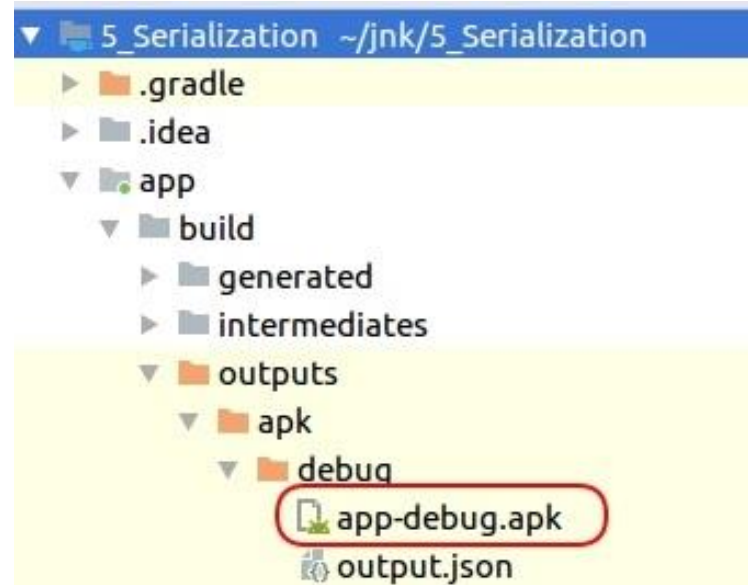 5_Serialization ~/jnk/5_Serialization
.gradle
.idea
app
build
generated
intermediates
outputs
apk
debug
app-debug.apk
output.json